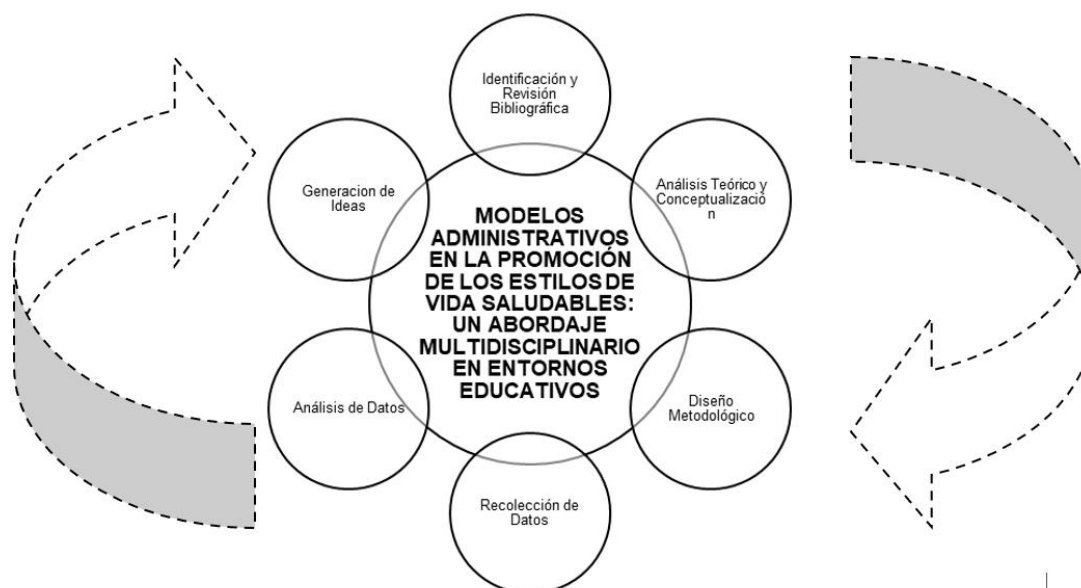 Identificación y
Revisión
Bibliográfica
Generacion de
Ideas
Análisis Teórico y
Conceptualizació
n
MODELOS
ADMINISTRATIVOS
EN LA PROMOCIÓN
DE LOS ESTILOS DE
VIDA SALUDABLES:
UN ABORDAJE
MULTIDISCIPLINARIO
EN ENTORNOS
EDUCATIVOS
Análisis de Datos
Diseño
Metodológico
Recolección de
Datos